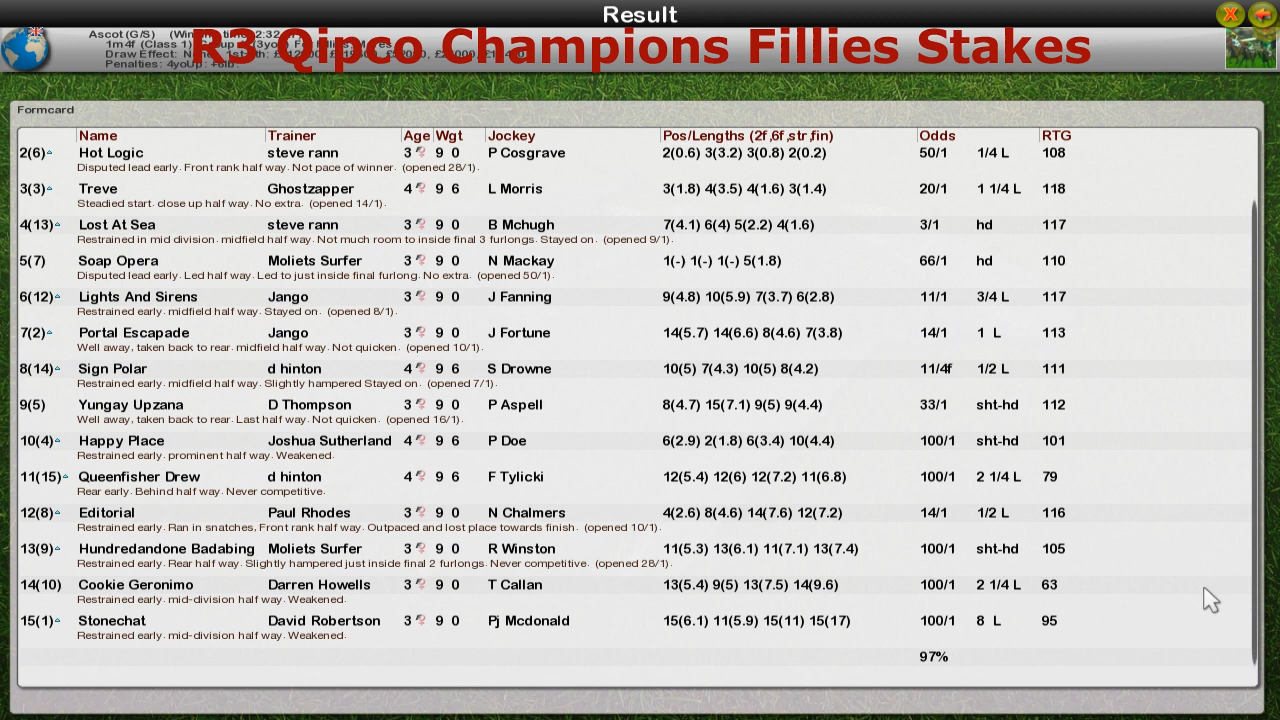 Result
Ascot (G/S)
R3 Qipco Champions Fillies Stakes
1m4f (Class 1)
Draw Effect:
Penalties: 4yoUp: +6lb
Formcard
Name Trainer Age Wgt Jockey Pos/Lengths (2f,6f,str,fin) Odds RTG
2(6) Hot Logic steve rann 3 9 0 P Cosgrave 2(0.6) 3(3.2) 3(0.8) 2(0.2) 50/1 1/4 L 108
Disputed lead early. Front rank half way. Not pace of winner. (opened 28/1).
3(3) Treve Ghostzapper 4 9 6 L Morris 3(1.8) 4(3.5) 4(1.6) 3(1.4) 20/1 1 1/4 L 118
Steadied start. close up half way. No extra. (opened 14/1).
4(13) Lost At Sea steve rann 3 9 0 B Mchugh 7(4.1) 6(4) 5(2.2) 4(1.6) 3/1 hd 117
Restrained in mid division. midfield half way. Not much room to inside final 3 furlongs. Stayed on. (opened 9/1).
5(7) Soap Opera Moliets Surfer 3 9 0 N Mackay 1(-) 1(-) 1(-) 5(1.8) 66/1 hd 110
Disputed lead early. Led half way. Led to just inside final furlong. No extra. (opened 50/1).
6(12) Lights And Sirens Jango 3 9 0 J Fanning 9(4.8) 10(5.9) 7(3.7) 6(2.8) 11/1 3/4 L 117
Restrained early. midfield half way. Stayed on. (opened 8/1).
7(2) Portal Escapade Jango 3 9 0 J Fortune 14(5.7) 14(6.6) 8(4.6) 7(3.8) 14/1 1 L 113
Well away, taken back to rear. midfield half way. Not quicken. (opened 10/1).
8(14) Sign Polar d hinton 4 9 6 S Drowne 10(5) 7(4.3) 10(5) 8(4.2) 11/4f 1/2 L 111
Restrained early. midfield half way. Slightly hampered Stayed on. (opened 7/1).
9(5) Yungay Upzana D Thompson 3 9 0 P Aspell 8(4.7) 15(7.1) 9(5) 9(4.4) 33/1 sht-hd 112
Well away, taken back to rear. Last half way. Not quicken. (opened 16/1).
10(4) Happy Place Joshua Sutherland 4 9 6 P Doe 6(2.9) 2(1.8) 6(3.4) 10(4.4) 100/1 sht-hd 101
Restrained early. prominent half way. Weakened.
11(15) Queenfisher Drew d hinton 4 9 6 F Tylicki 12(5.4) 12(6) 12(7.2) 11(6.8) 100/1 2 1/4 L 79
Rear early. Behind half way. Never competitive.
12(8) Editorial Paul Rhodes 3 9 0 N Chalmers 4(2.6) 8(4.6) 14(7.6) 12(7.2) 14/1 1/2 L 116
Restrained early. Ran in snatches, Front rank half way. Outpaced and lost place towards finish. (opened 10/1).
13(9) Hundredandone Badabing Moliets Surfer 3 9 0 R Winston 11(5.3) 13(6.1) 11(7.1) 13(7.4) 100/1 sht-hd 105
Restrained early. Rear half way. Slightly hampered just inside final 2 furlongs. Never competitive. (opened 28/1).
14(10) Cookie Geronimo Darren Howells 3 9 0 T Callan 13(5.4) 9(5) 13(7.5) 14(9.6) 100/1 2 1/4 L 63
Restrained early. mid-division half way. Weakened.
15(1) Stonechat David Robertson 3 9 0 Pj Mcdonald 15(6.1) 11(5.9) 15(11) 15(17) 100/1 8 L 95
Restrained early. mid-division half way. Weakened.
97%